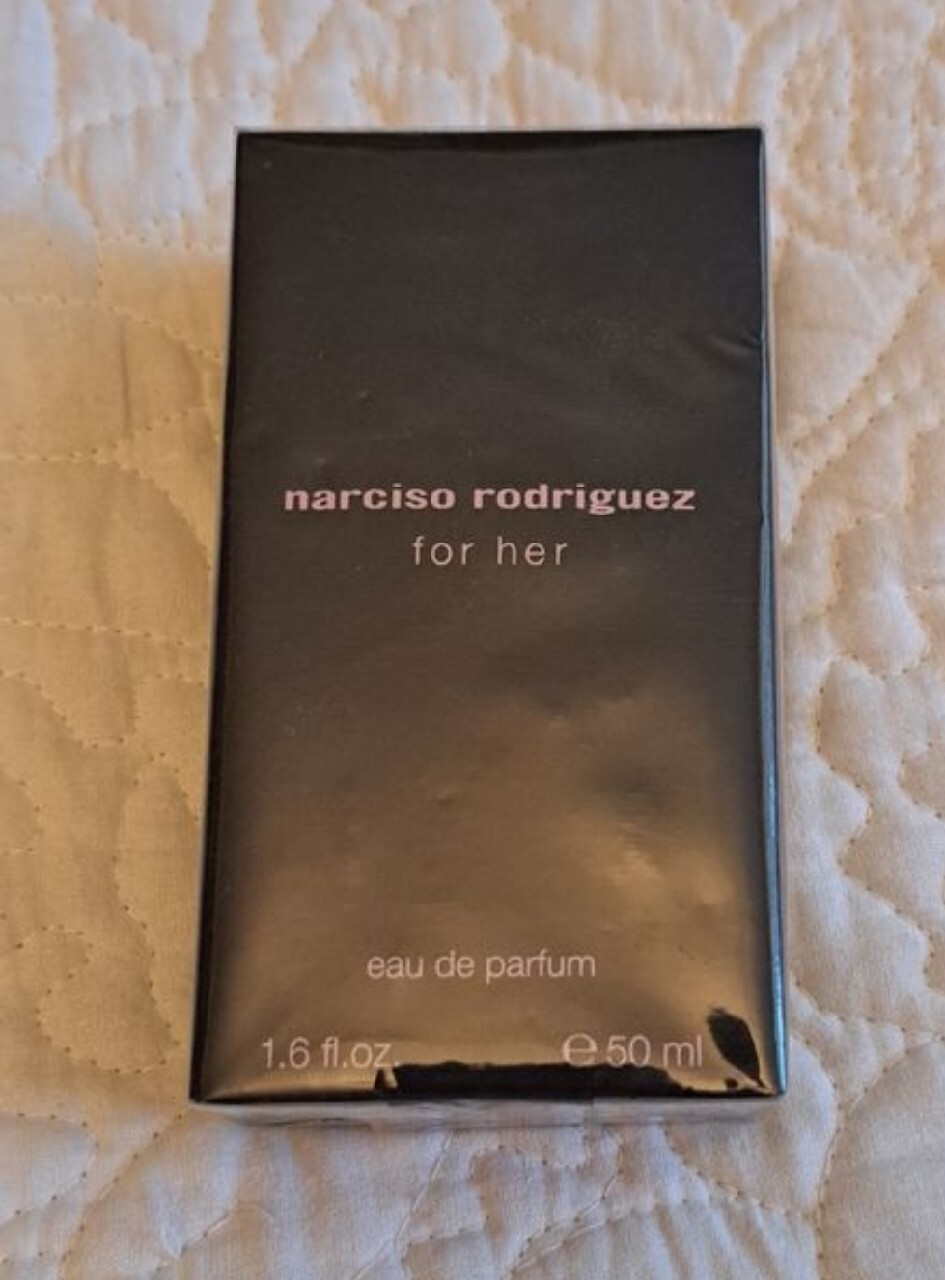 narciso rodriguez
for her
eau de parfum
1.6 fl.oz. ℮ 50 ml